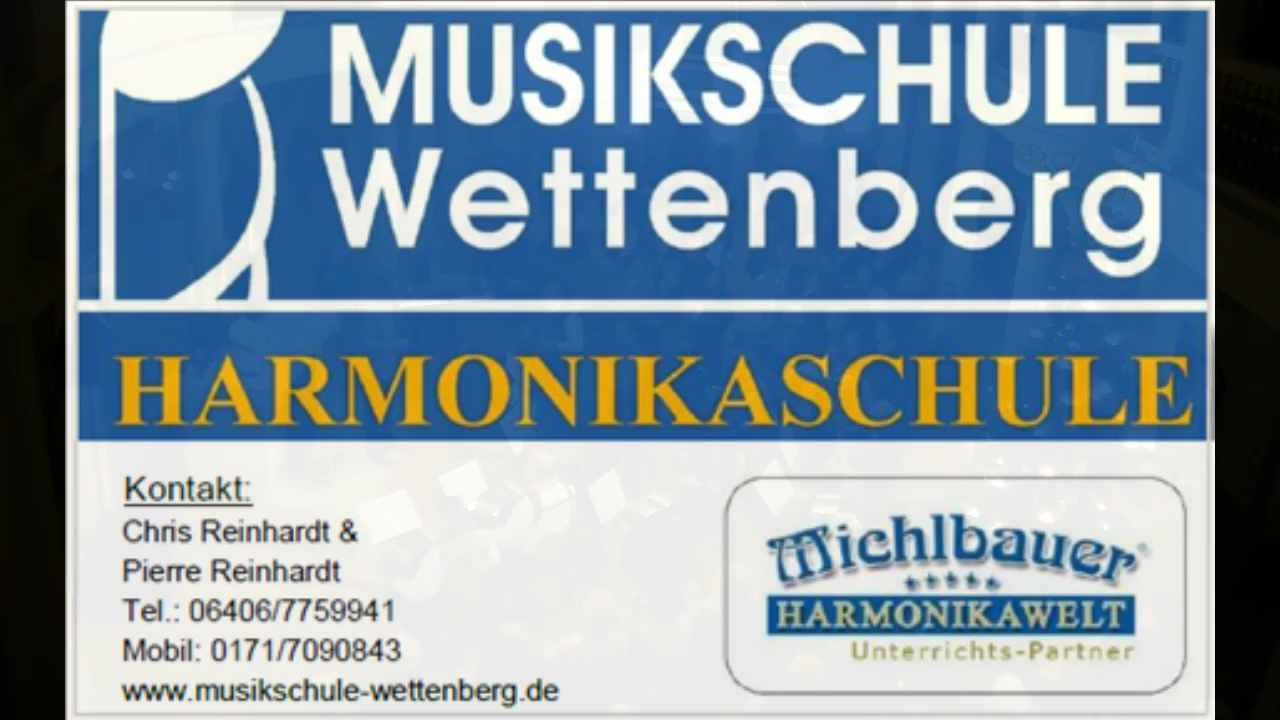 MUSIKSCHULE
Wettenberg
HARMONIKASCHULE
Kontakt:
Chris Reinhardt &
Pierre Reinhardt
Tel.: 06406/7759941
Mobil: 0171/7090843
www.musikschule-wettenberg.de
Michlbauer
HARMONIKAWELT
Unterrichts-Partner